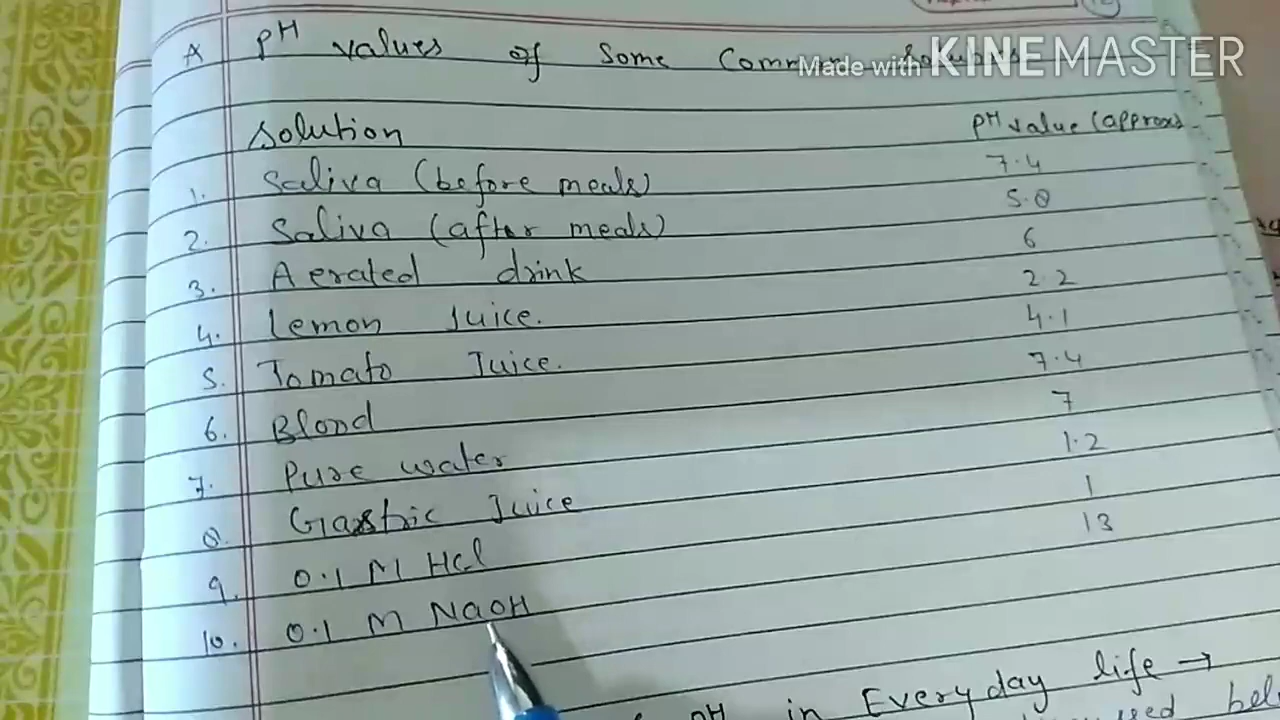 A PH values of Some Common
Made with KINEMASTER
Solution PH value (approx)
1. Saliva (before meals) 7.4
2. Saliva (after meals) 5.8
3. Aerated drink 6
4. Lemon Juice. 2.2
5. Tomato Juice. 4.1
6. Blood 7.4
7. Pure water 7
8. Gastric Juice 1.2
9. 0.1 M HCl 1
10. 0.1 M NaOH 13
PH in Everyday life →